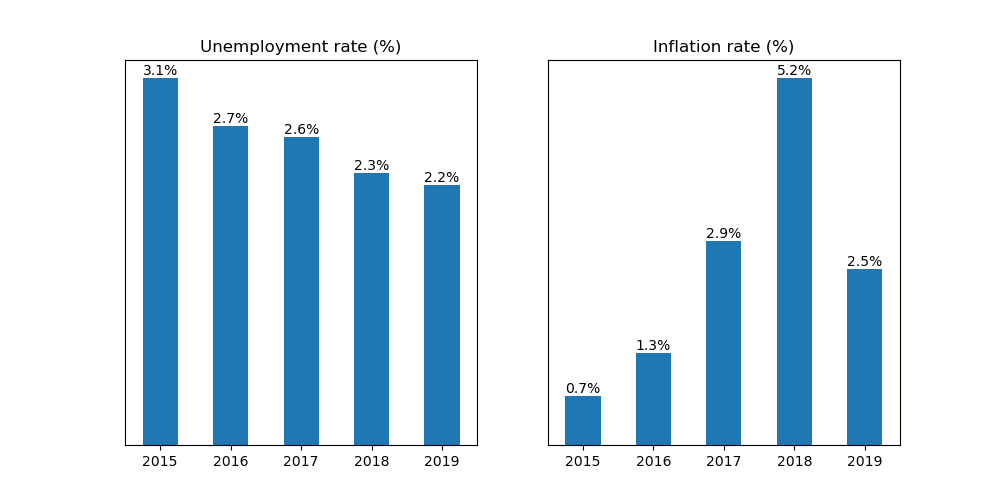 Unemployment rate (%)
3.1%
2.7%
2.6%
2.3%
2.2%
2015 2016 2017 2018 2019
Inflation rate (%)
5.2%
2.9%
2.5%
1.3%
0.7%
2015 2016 2017 2018 2019